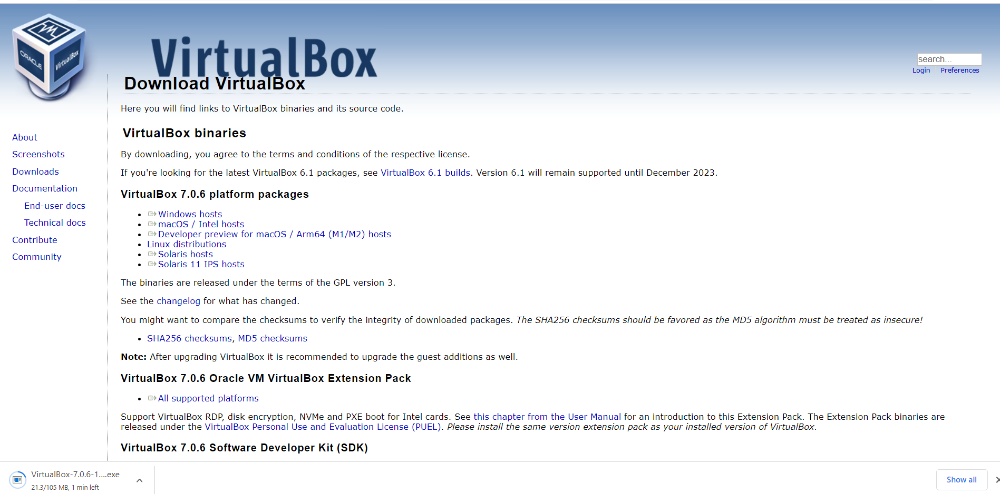 ORACLE
VirtualBox
VirtualBox
search...
Login Preferences
Download VirtualBox
Here you will find links to VirtualBox binaries and its source code.
About
Screenshots
Downloads
Documentation
End-user docs
Technical docs
Contribute
Community
VirtualBox binaries
By downloading, you agree to the terms and conditions of the respective license.
If you're looking for the latest VirtualBox 6.1 packages, see VirtualBox 6.1 builds. Version 6.1 will remain supported until December 2023.
VirtualBox 7.0.6 platform packages
Windows hosts
macOS / Intel hosts
Developer preview for macOS / Arm64 (M1/M2) hosts
Linux distributions
Solaris hosts
Solaris 11 IPS hosts
The binaries are released under the terms of the GPL version 3.
See the changelog for what has changed.
You might want to compare the checksums to verify the integrity of downloaded packages. The SHA256 checksums should be favored as the MD5 algorithm must be treated as insecure!
SHA256 checksums, MD5 checksums
Note: After upgrading VirtualBox it is recommended to upgrade the guest additions as well.
VirtualBox 7.0.6 Oracle VM VirtualBox Extension Pack
All supported platforms
Support VirtualBox RDP, disk encryption, NVMe and PXE boot for Intel cards. See this chapter from the User Manual for an introduction to this Extension Pack. The Extension Pack binaries are
released under the VirtualBox Personal Use and Evaluation License (PUEL). Please install the same version extension pack as your installed version of VirtualBox.
VirtualBox 7.0.6 Software Developer Kit (SDK)
VirtualBox-7.0.6-1....exe
21.3/105 MB, 1 min left
Show all